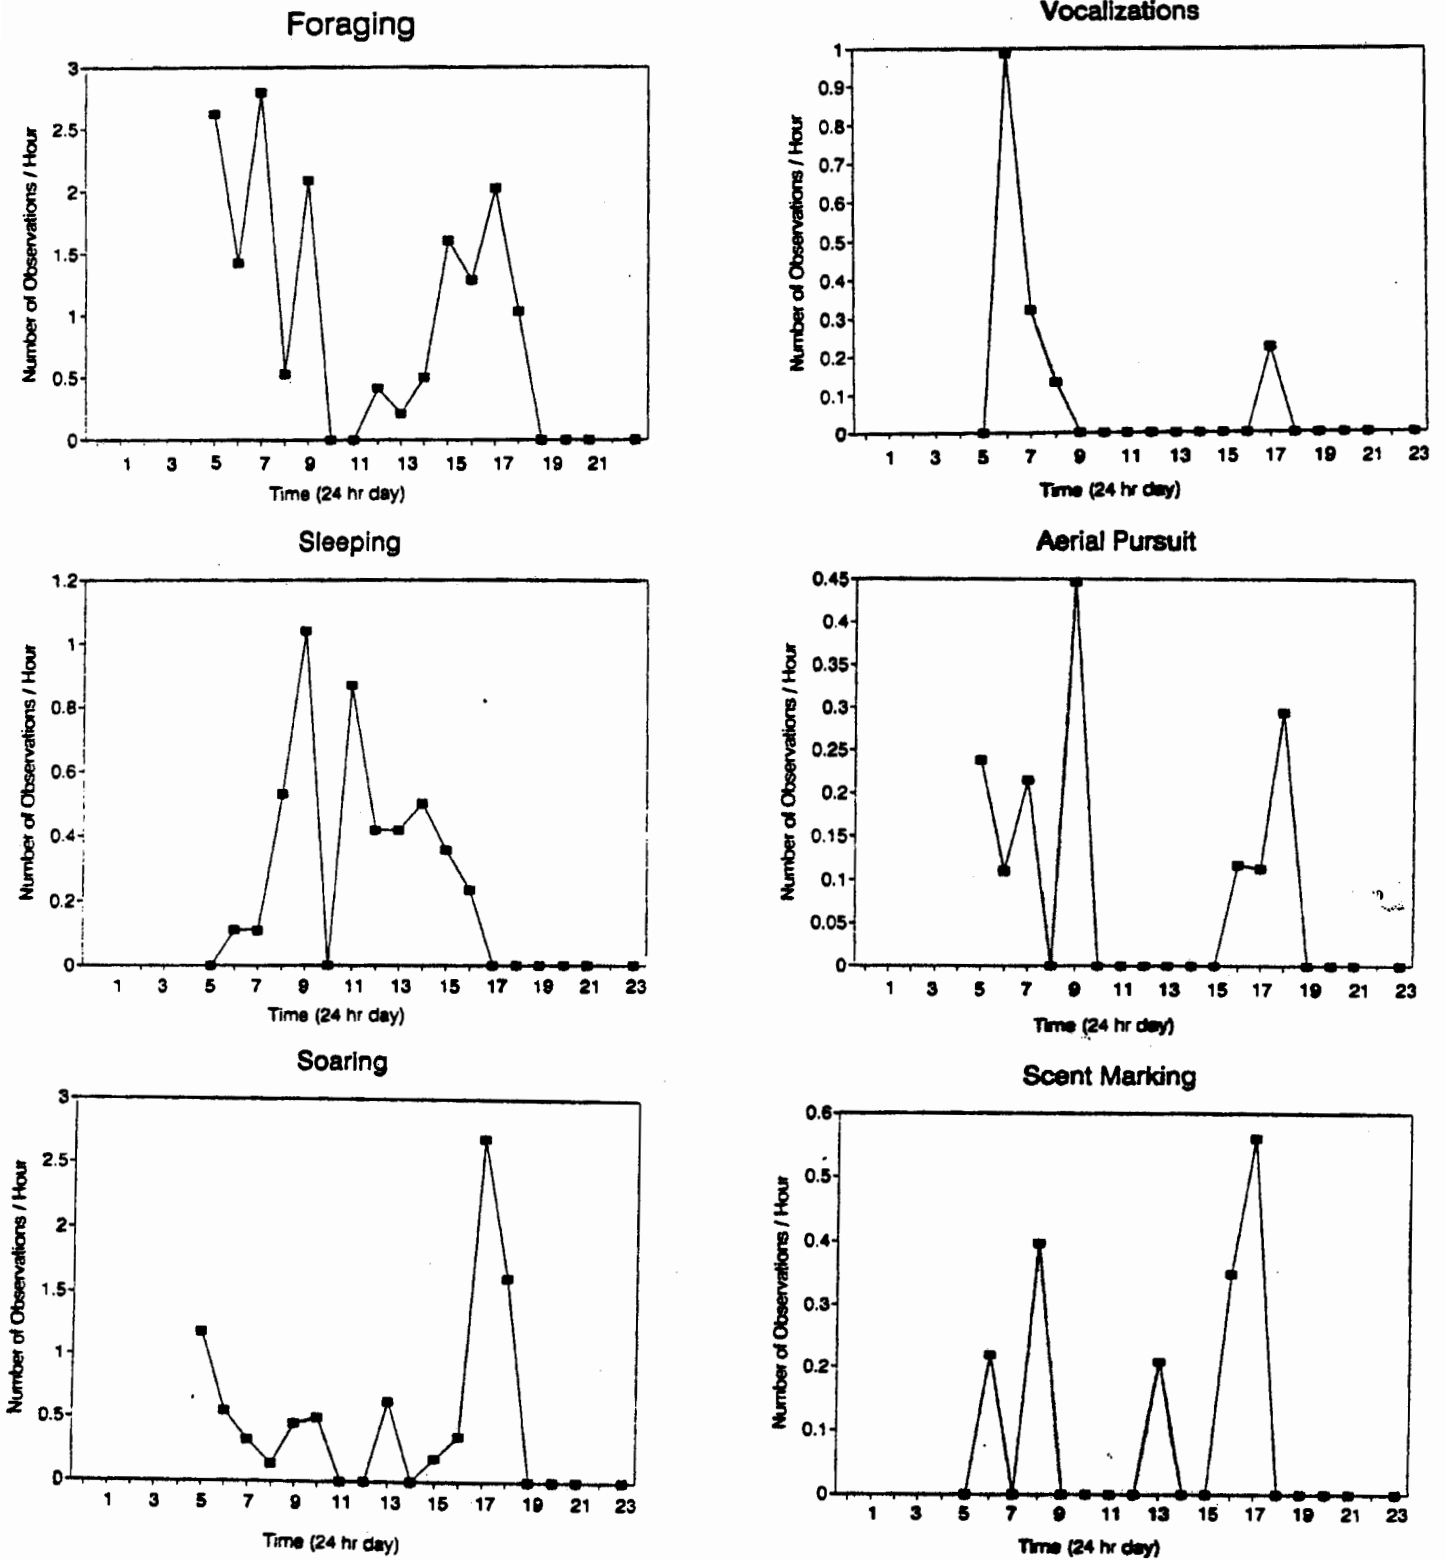 Foraging
3
2.5
2
1.5
1
0.5
0
Number of Observations / Hour
1 3 5 7 9 11 13 15 17 19 21
Time (24 hr day)
Vocalizations
1
0.9
0.8
0.7
0.6
0.5
0.4
0.3
0.2
0.1
0
Number of Observations / Hour
1 3 5 7 9 11 13 15 17 19 21 23
Time (24 hr day)
Sleeping
1.2
1
0.8
0.6
0.4
0.2
0
Number of Observations / Hour
1 3 5 7 9 11 13 15 17 19 21 23
Time (24 hr day)
Aerial Pursuit
0.45
0.4
0.35
0.3
0.25
0.2
0.15
0.1
0.05
0
Number of Observations / Hour
1 3 5 7 9 11 13 15 17 19 21 23
Time (24 hr day)
Soaring
3
2.5
2
1.5
1
0.5
0
Number of Observations / Hour
1 3 5 7 9 11 13 15 17 19 21 23
Time (24 hr day)
Scent Marking
0.6
0.5
0.4
0.3
0.2
0.1
0
Number of Observations / Hour
1 3 5 7 9 11 13 15 17 19 21 23
Time (24 hr day)